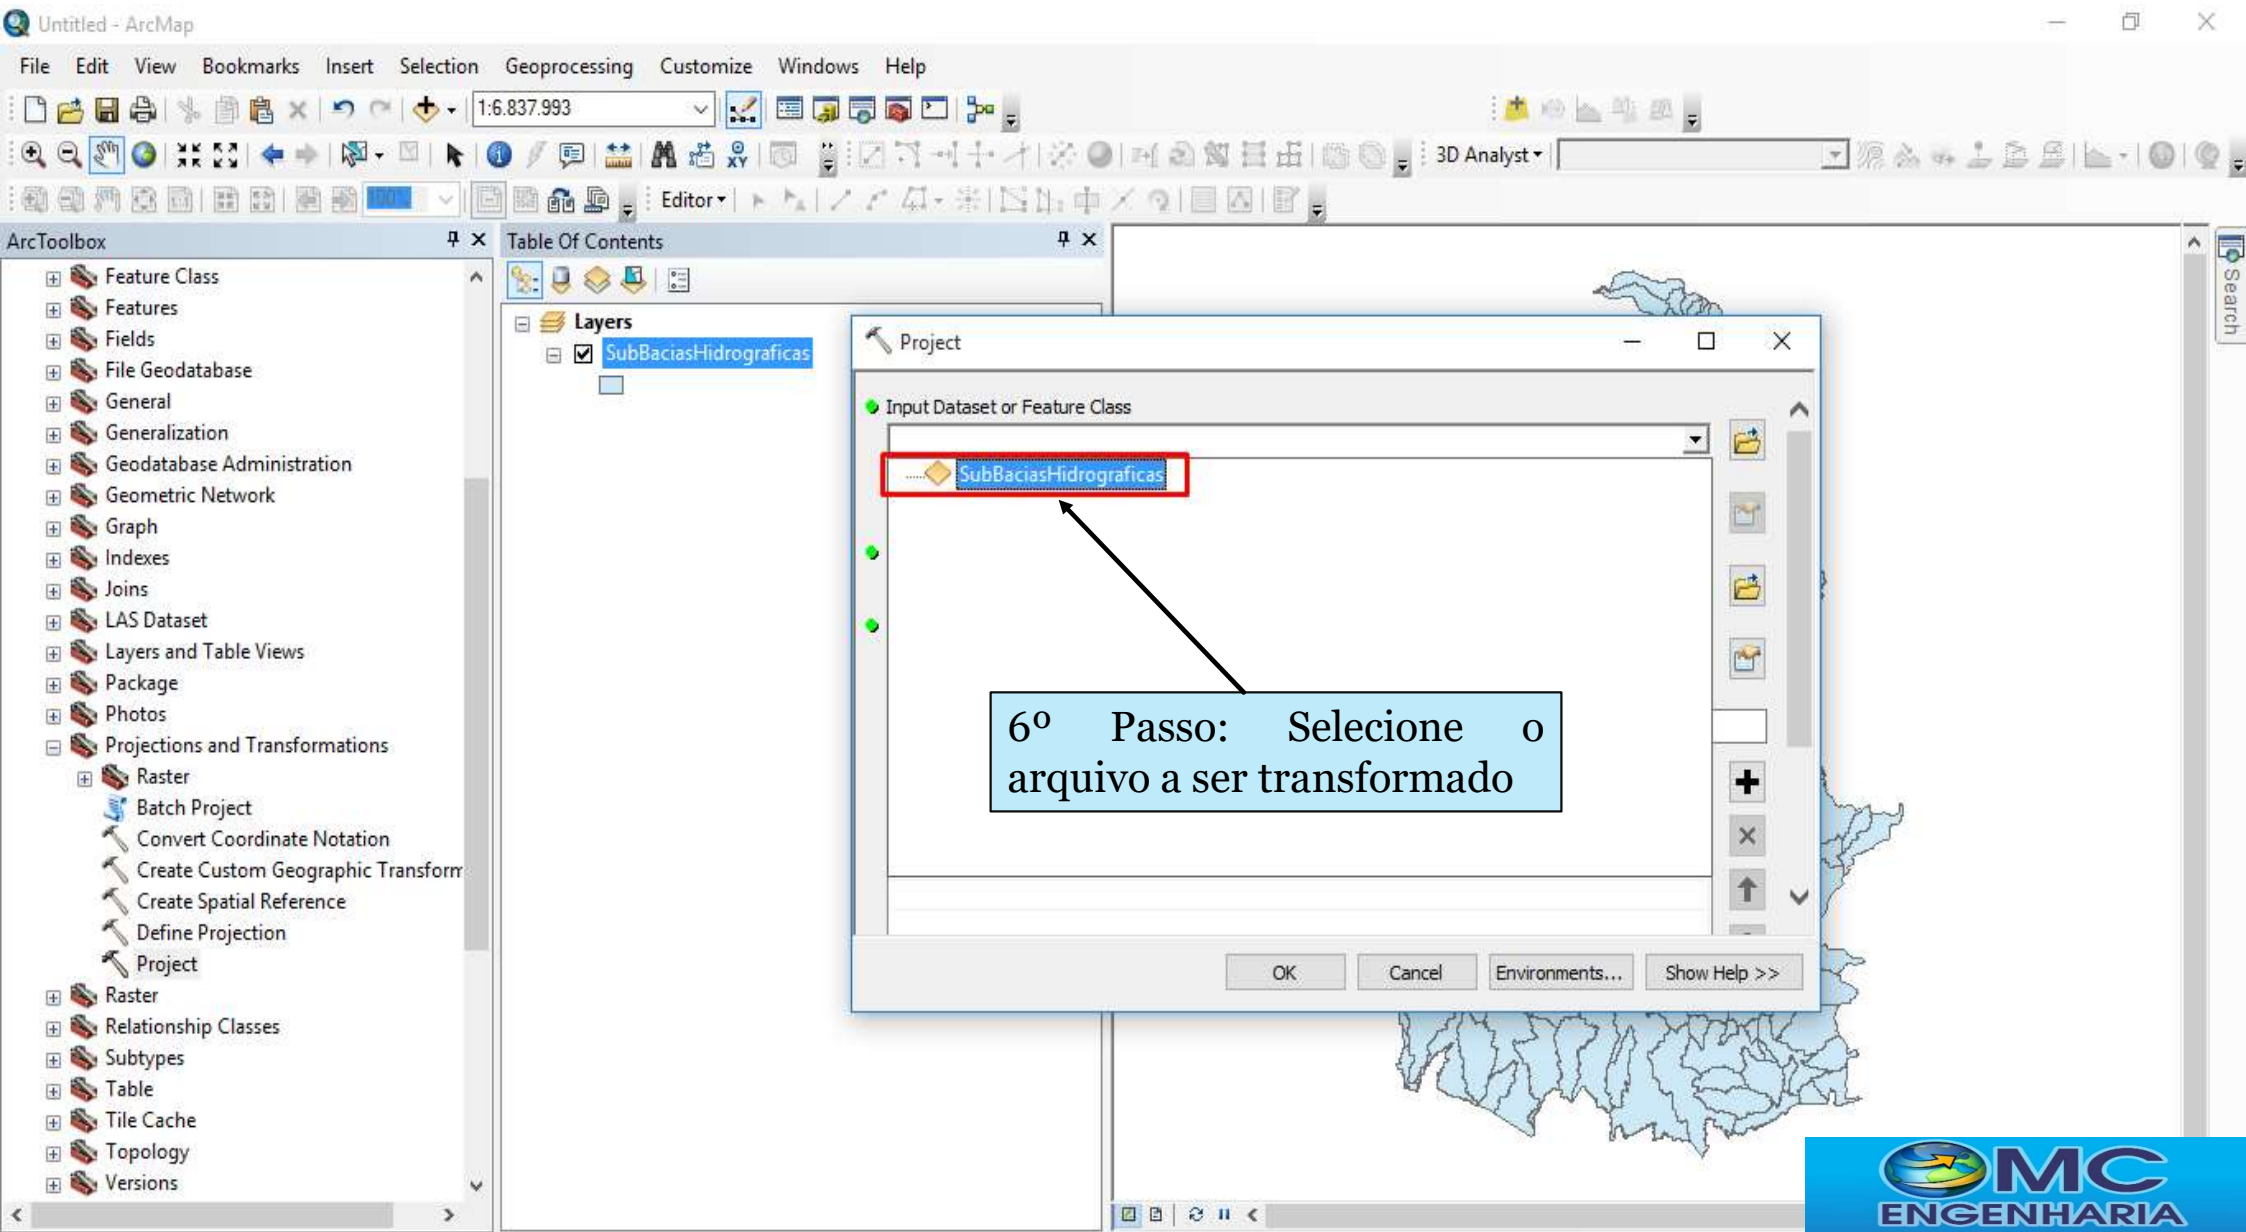 Untitled - ArcMap
File Edit View Bookmarks Insert Selection Geoprocessing Customize Windows Help
1:6.837.993
3D Analyst
100%
Editor
ArcToolbox
Feature Class
Features
Fields
File Geodatabase
General
Generalization
Geodatabase Administration
Geometric Network
Graph
Indexes
Joins
LAS Dataset
Layers and Table Views
Package
Photos
Projections and Transformations
Raster
Batch Project
Convert Coordinate Notation
Create Custom Geographic Transform
Create Spatial Reference
Define Projection
Project
Raster
Relationship Classes
Subtypes
Table
Tile Cache
Topology
Versions
Table Of Contents
Layers
SubBaciasHidrograficas
Project
Input Dataset or Feature Class
SubBaciasHidrograficas
6º Passo: Selecione o
arquivo a ser transformado
OK Cancel Environments... Show Help >>
Search
MC
ENGENHARIA